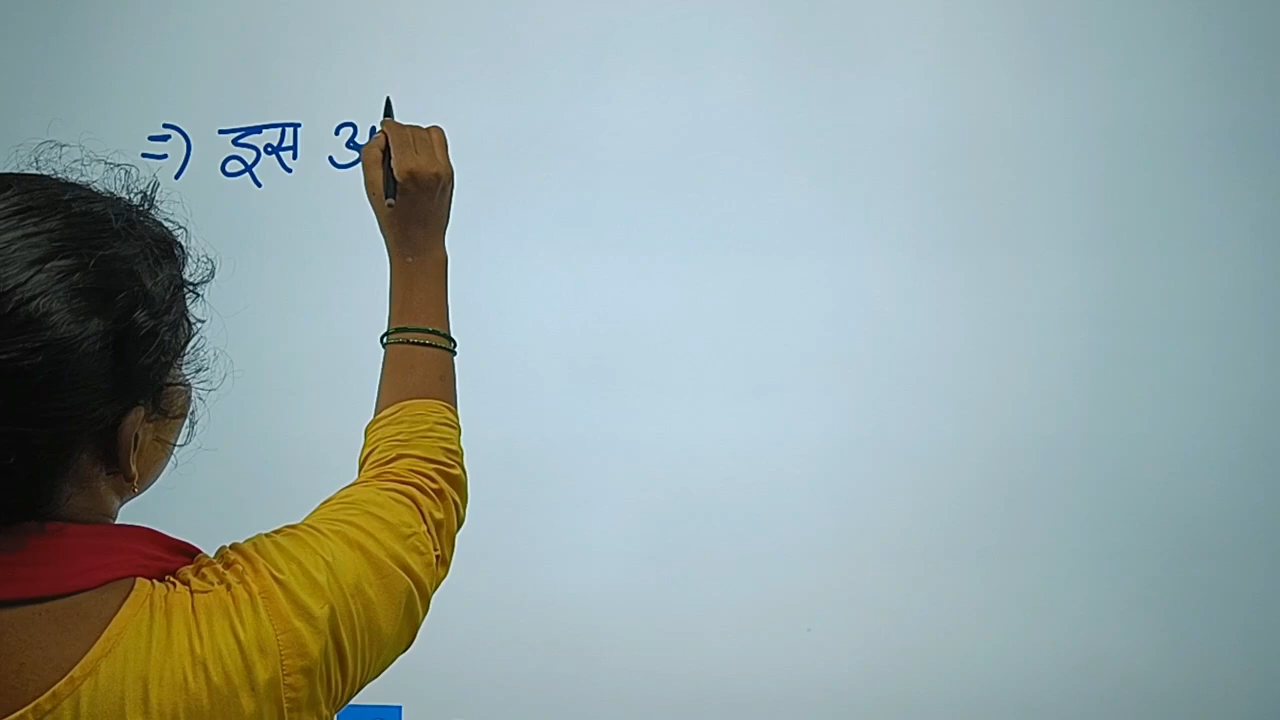 =) इस अ